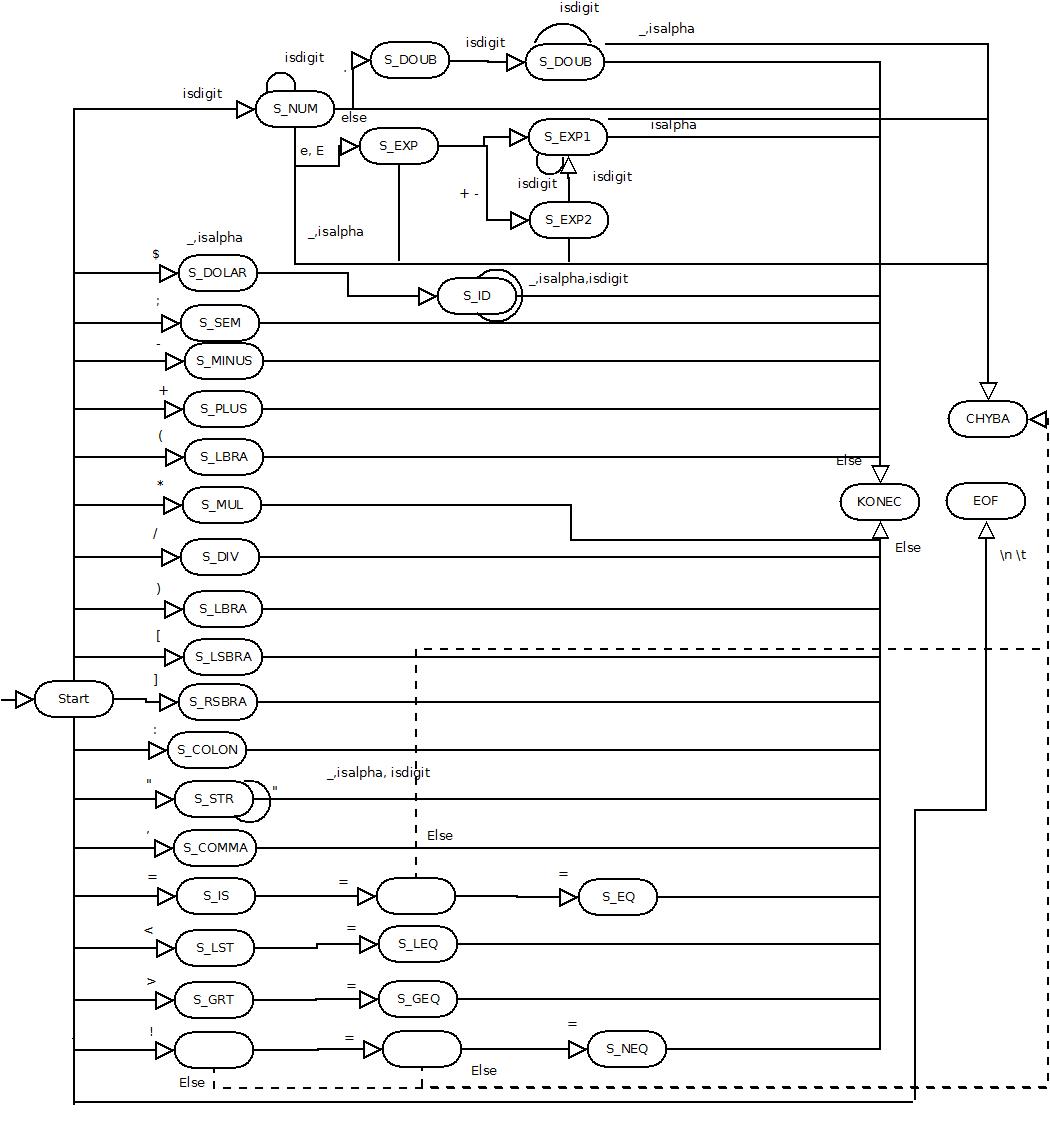 isdigit
_,isalpha
isdigit
isdigit
. S_DOUB
S_DOUB
isdigit
S_NUM
else
isalpha
e, E
S_EXP
S_EXP1
isdigit
isdigit
+ -
S_EXP2
_,isalpha
_,isalpha
$
S_DOLAR
_,isalpha,isdigit
S_ID
;
S_SEM
-
S_MINUS
+
S_PLUS
CHYBA
(
S_LBRA
Else
*
S_MUL
KONEC
EOF
/
Else
\n \t
S_DIV
)
S_LBRA
[
S_LSBRA
]
Start
S_RSBRA
:
S_COLON
_,isalpha, isdigit
"
S_STR
"
,
Else
S_COMMA
=
=
=
S_IS
S_EQ
<
=
S_LST
S_LEQ
>
=
S_GRT
S_GEQ
!
=
=
S_NEQ
Else
Else